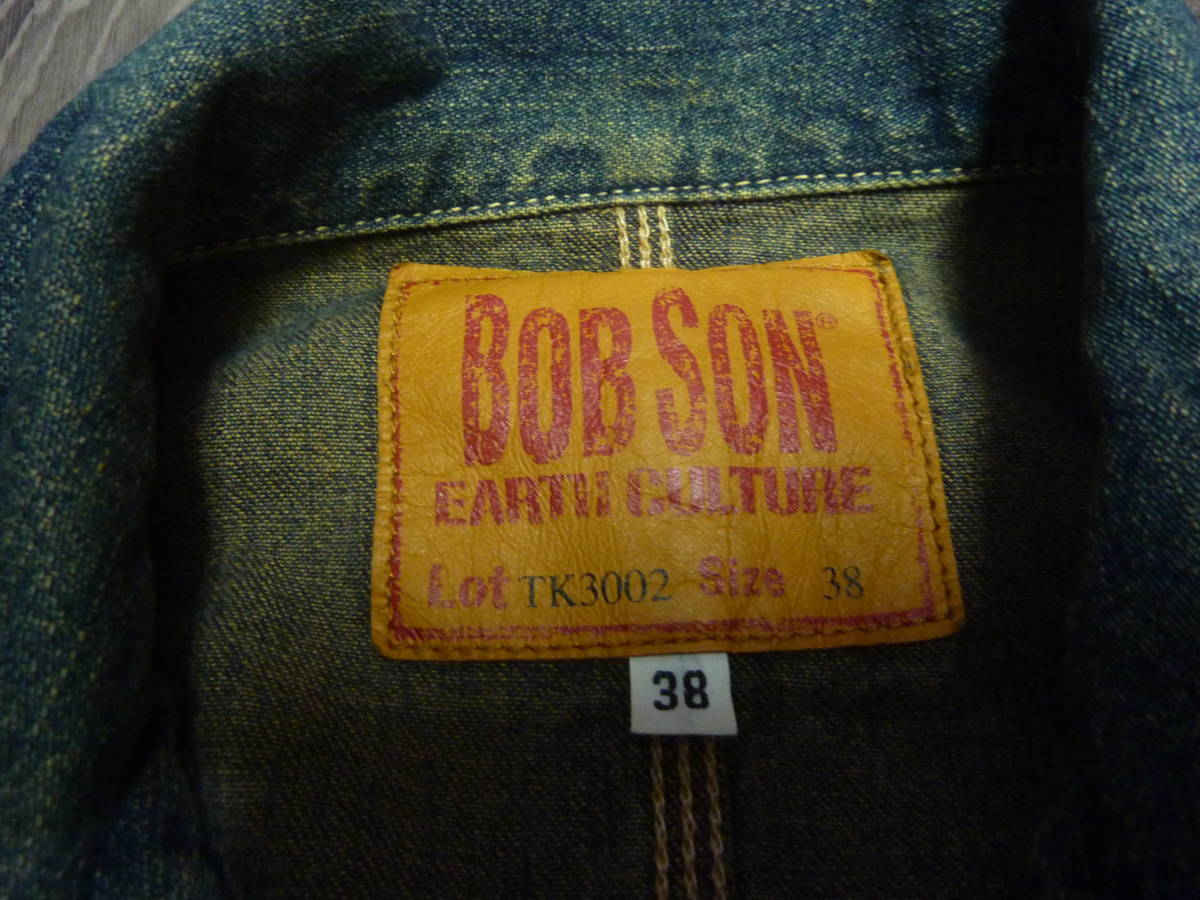 BOB SON®
EARTH CULTURE
Lot TK3002 Size 38
38